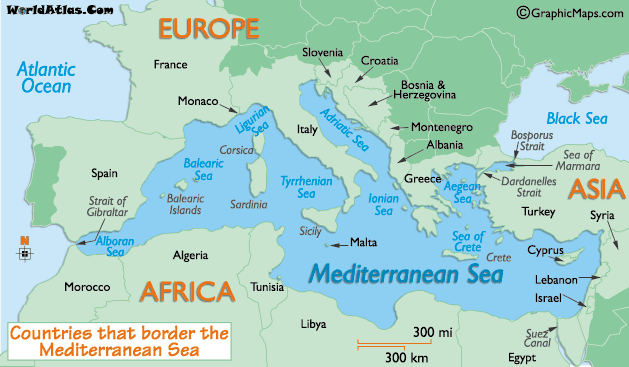 WorldAtlas.Com
©GraphicMaps.com
EUROPE
Atlantic
Ocean
France
Slovenia
Croatia
Bosnia &
Herzegovina
Monaco
Ligurian
Sea
Adriatic Sea
Italy
Montenegro
Albania
Black Sea
Bosporus
Strait
Sea of
Marmara
Corsica
Balearic
Sea
Spain
Strait of
Gibraltar
Balearic
Islands
Sardinia
Tyrrhenian
Sea
Ionian
Sea
Greece
Aegean
Sea
Dardanelles
Strait
ASIA
Turkey
Syria
Alboran
Sea
Sicily
Malta
Sea of
Crete
Crete
Cyprus
Lebanon
Israel
N
Morocco
Algeria
AFRICA
Tunisia
Mediterranean Sea
Libya
Suez
Canal
Egypt
300 mi
300 km
Countries that border the
Mediterranean Sea